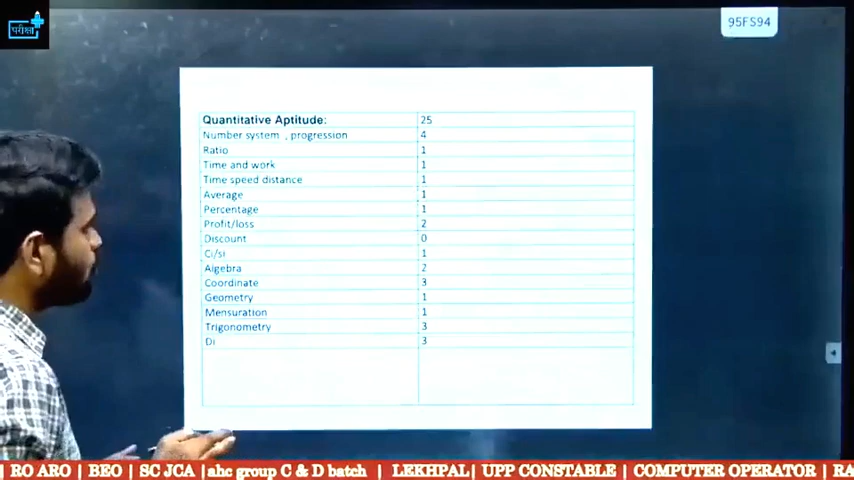 परीक्षा
95FS94
Quantitative Aptitude: 25
Number system , progression 4
Ratio 1
Time and work 1
Time speed distance 1
Average 1
Percentage 1
Profit/loss 2
Discount 0
Ci/si 1
Algebra 2
Coordinate 3
Geometry 1
Mensuration 1
Trigonometry 3
Di 3
| RO ARO | BEO | SC JCA |ahc group C & D batch | LEKHPAL| UPP CONSTABLE | COMPUTER OPERATOR | RA